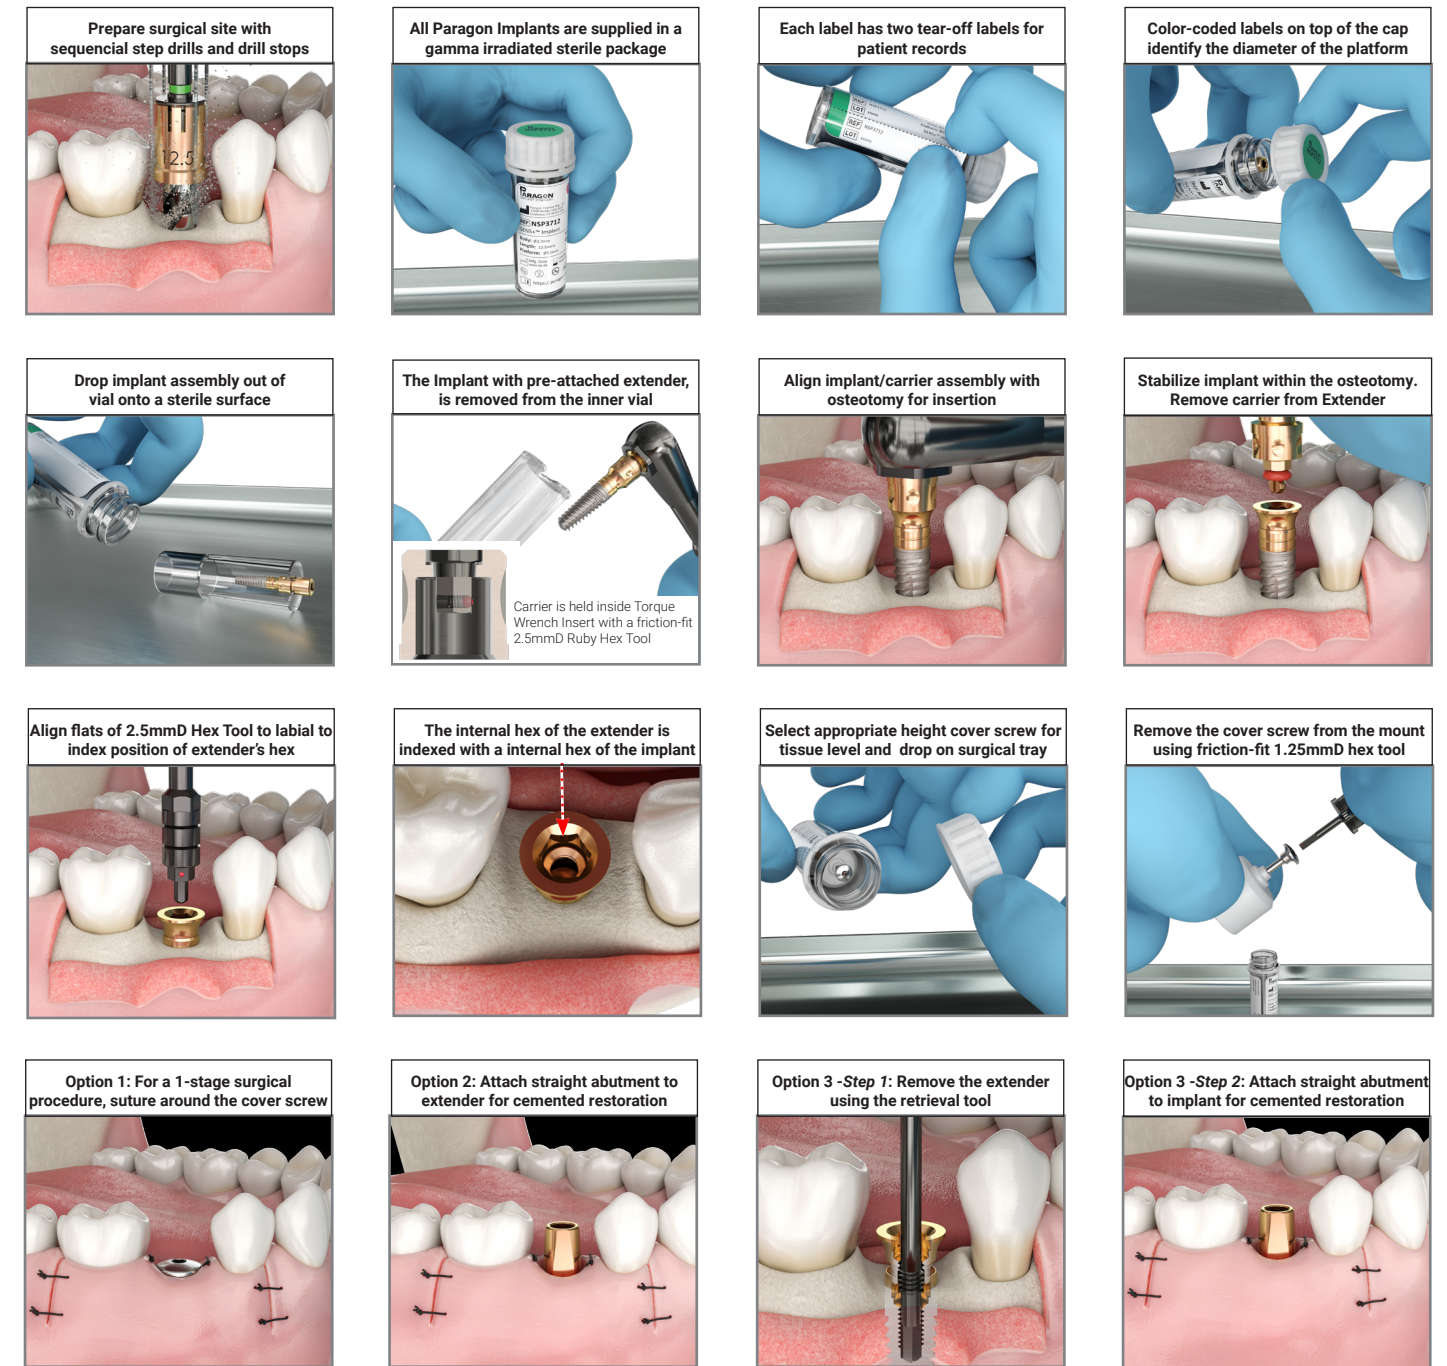 Prepare surgical site with
sequencial step drills and drill stops
All Paragon Implants are supplied in a
gamma irradiated sterile package
Each label has two tear-off labels for
patient records
Color-coded labels on top of the cap
identify the diameter of the platform
12.5
PARAGON
REF NSP3712
GEN5+™ Implant
Length:
Platform:
REF
LOT
REF NSP3712
LOT
Drop implant assembly out of
vial onto a sterile surface
The Implant with pre-attached extender,
is removed from the inner vial
Carrier is held inside Torque
Wrench Insert with a friction-fit
2.5mmD Ruby Hex Tool
Align implant/carrier assembly with
osteotomy for insertion
Stabilize implant within the osteotomy.
Remove carrier from Extender
Align flats of 2.5mmD Hex Tool to labial to
index position of extender's hex
The internal hex of the extender is
indexed with a internal hex of the implant
Select appropriate height cover screw for
tissue level and drop on surgical tray
Remove the cover screw from the mount
using friction-fit 1.25mmD hex tool
Option 1: For a 1-stage surgical
procedure, suture around the cover screw
Option 2: Attach straight abutment to
extender for cemented restoration
Option 3 -Step 1: Remove the extender
using the retrieval tool
Option 3 -Step 2: Attach straight abutment
to implant for cemented restoration